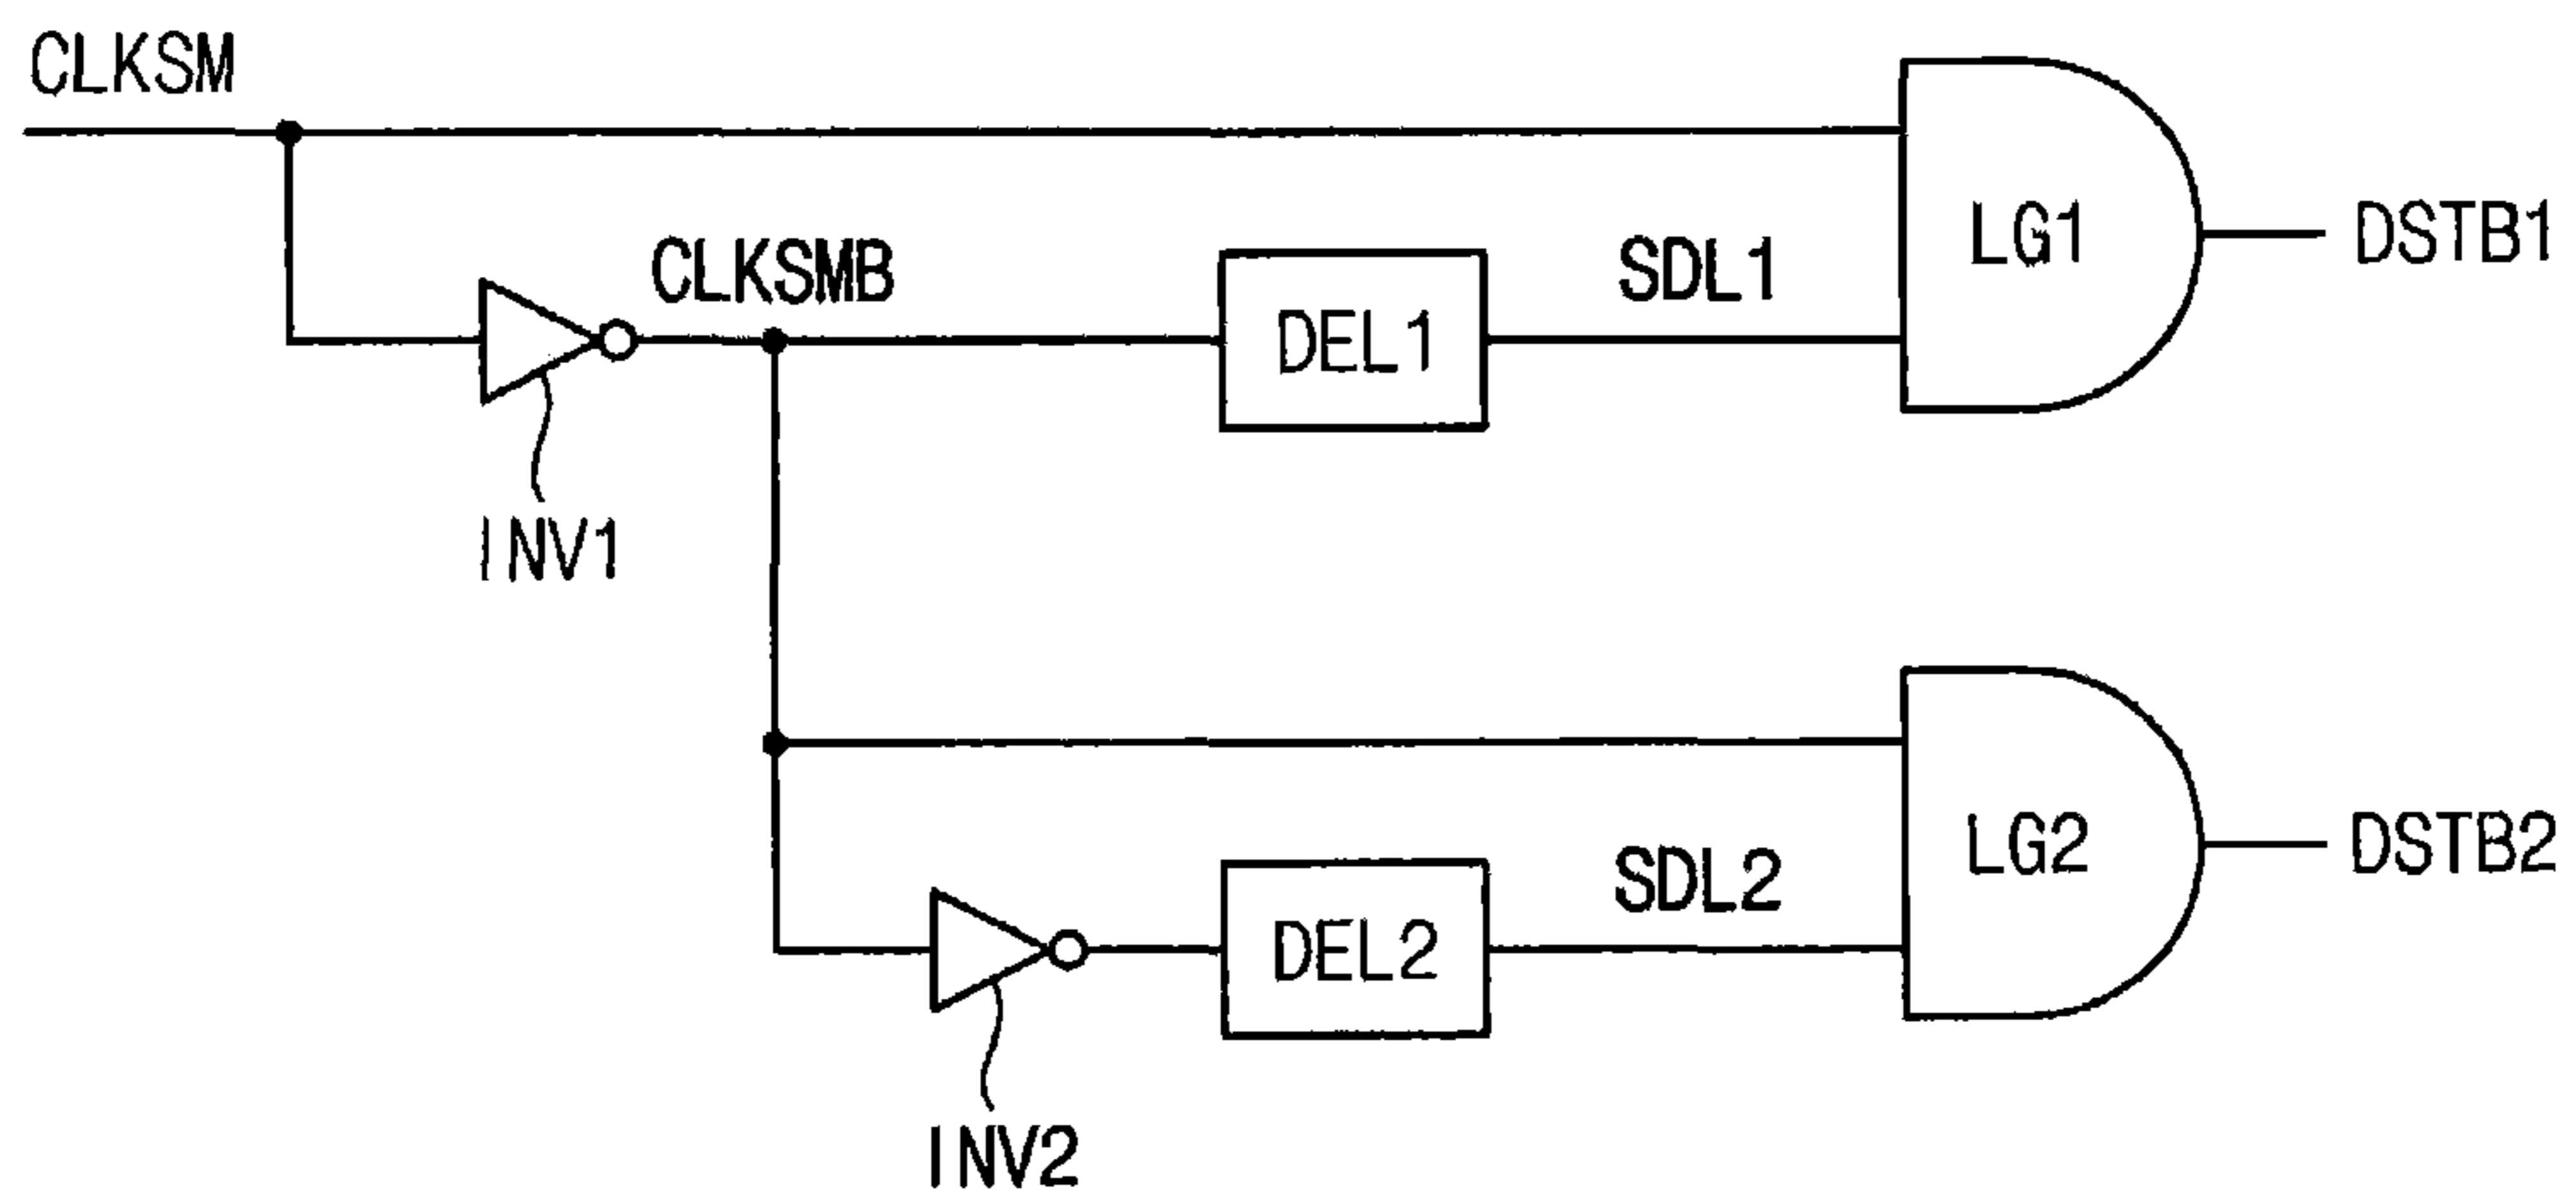 CLKSM
CLKSMB
SDL1
LG1
DSTB1
DEL1
INV1
SDL2
LG2
DSTB2
DEL2
INV2